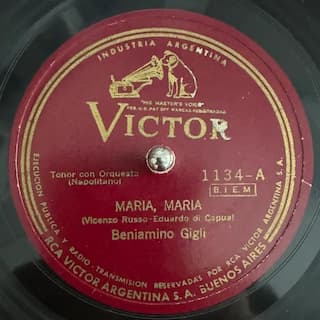 INDUSTRIA ARGENTINA
"HIS MASTER'S VOICE"
VICTOR
Tenor con Orquesta
(Napolitano)
1134-A
B.I.E.M
MARIA, MARIA
(Vicenzo Russo-Eduardo di Capua)
Beniamino Gigli
EJECUCION PUBLICA Y RADIO-TRANSMISION RESERVADAS POR RCA VICTOR ARGENTINA S.A.
RCA VICTOR ARGENTINA S.A. BUENOS AIRES